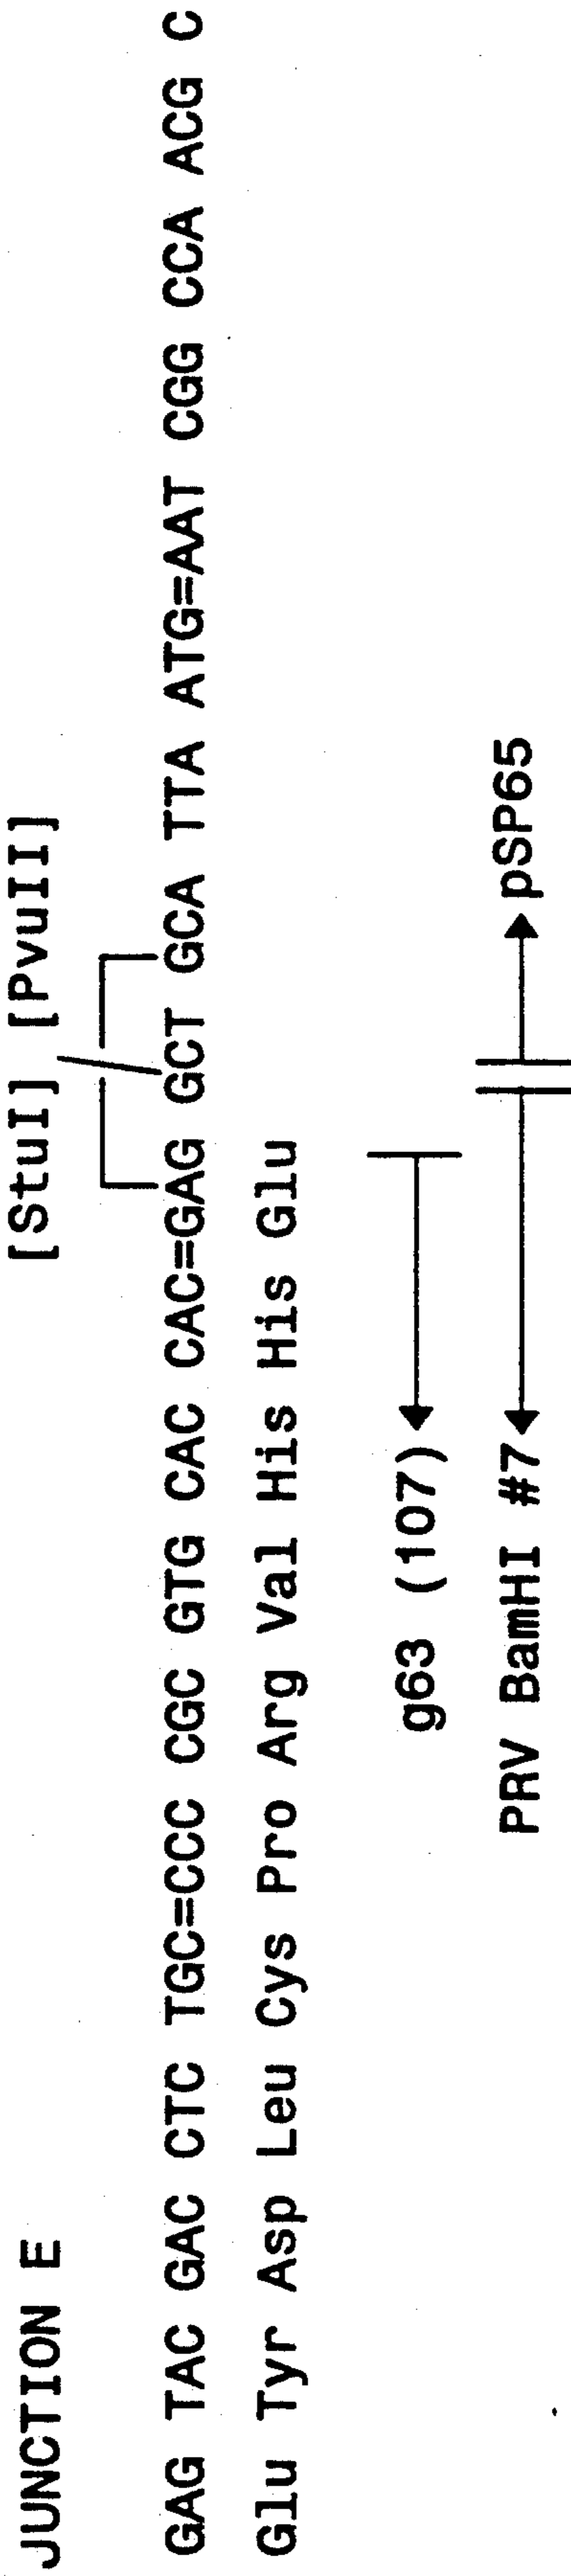 JUNCTION E
[StuI] [PvuII]
GAG TAC GAC CTC TGC=CCC CGC GTG CAC CAC=GAG GCT GCA TTA ATG=AAT CGG CCA ACG C
Glu Tyr Asp Leu Cys Pro Arg Val His His Glu
g63 (107)
PRV BamHI #7
pSP65